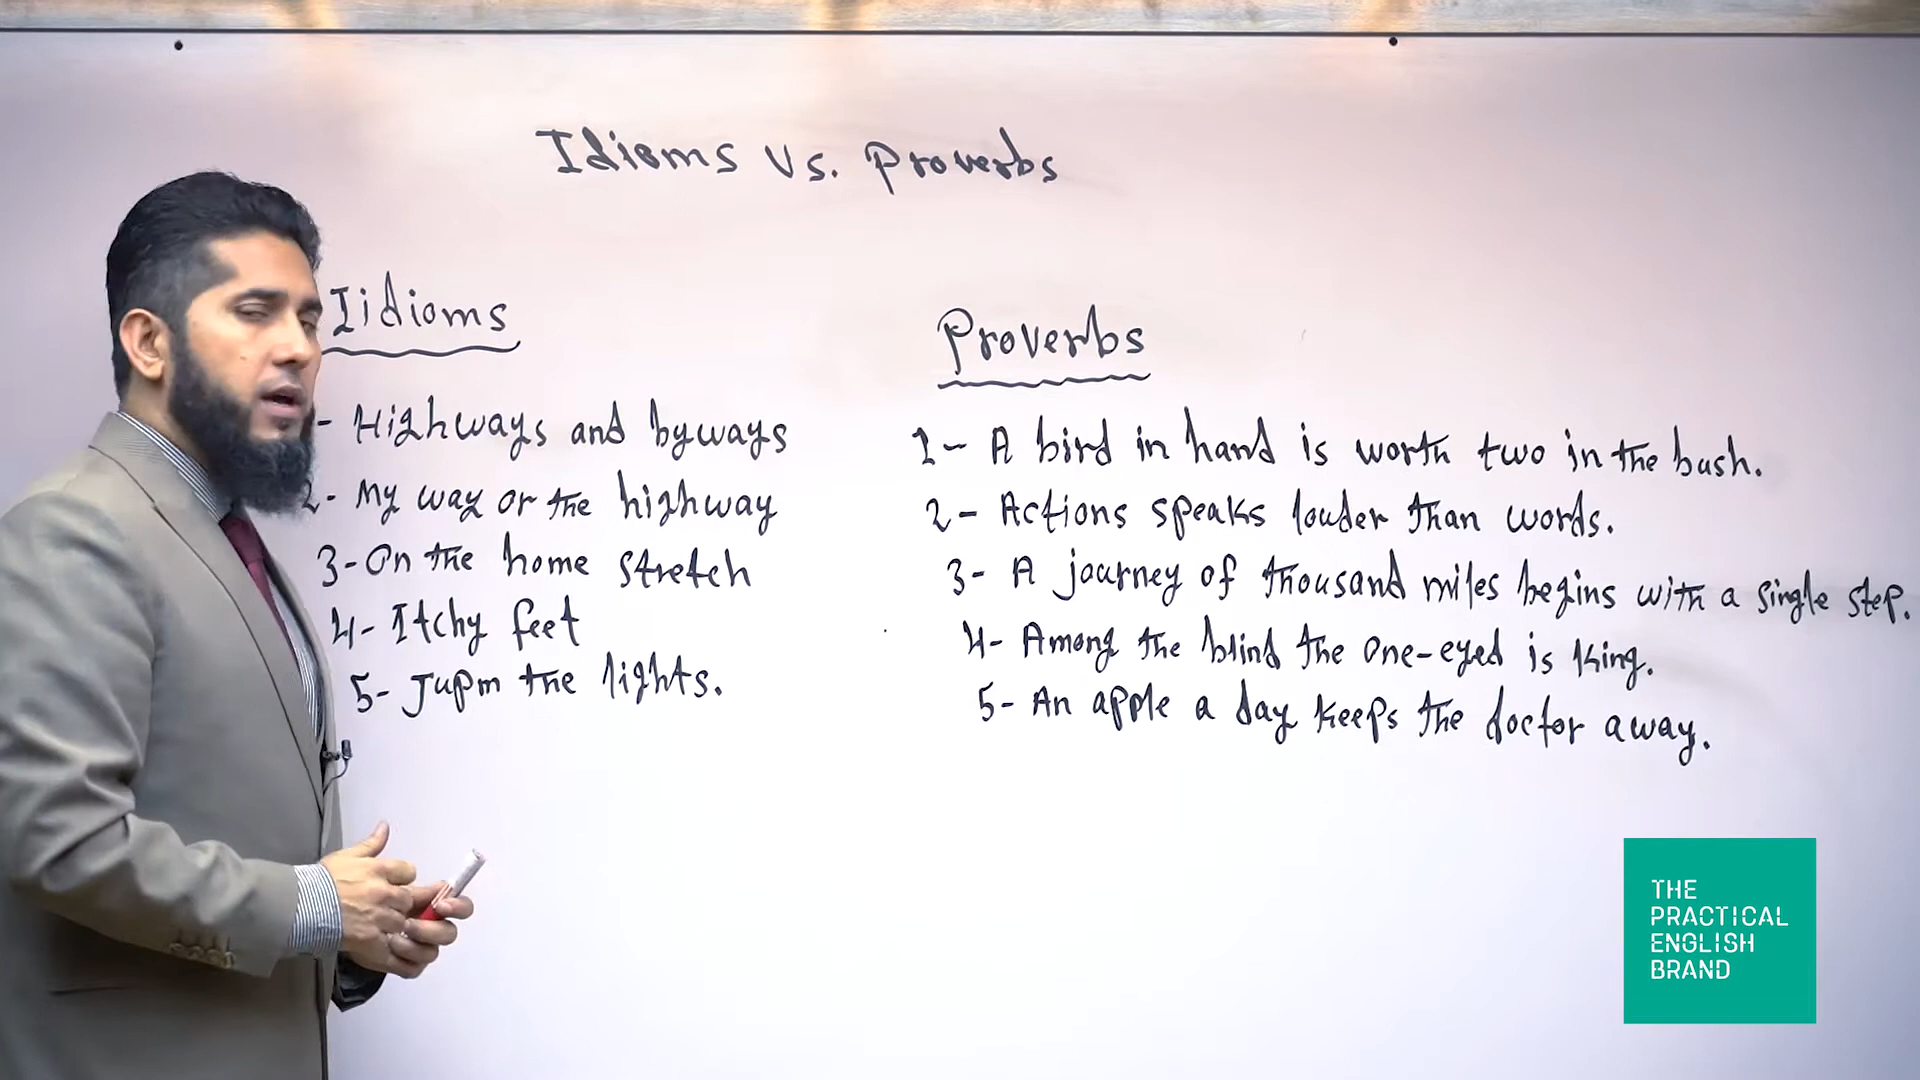 Idioms vs. Proverbs
Iidioms
- Highways and byways
2- My way or the highway
3- On the home stretch
4- Itchy feet
5- Jupm the lights.
Proverbs
1- A bird in hand is worth two in the bush.
2- Actions speaks louder than words.
3- A journey of thousand miles begins with a single step.
4- Among the blind the one-eyed is king.
5- An apple a day keeps the doctor away.
THE
PRACTICAL
ENGLISH
BRAND